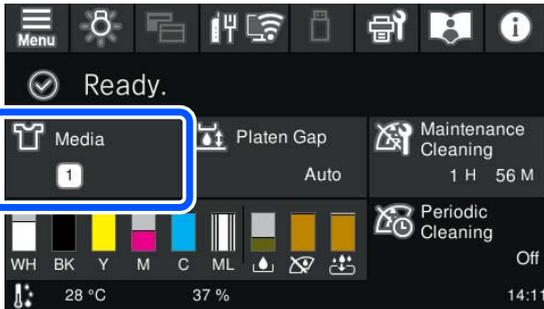 Menu
Ready.
Media
1
Platen Gap
Auto
Maintenance
Cleaning
1 H 56 M
WH BK Y M C ML
Periodic
Cleaning
Off
28 °C 37 % 14:11